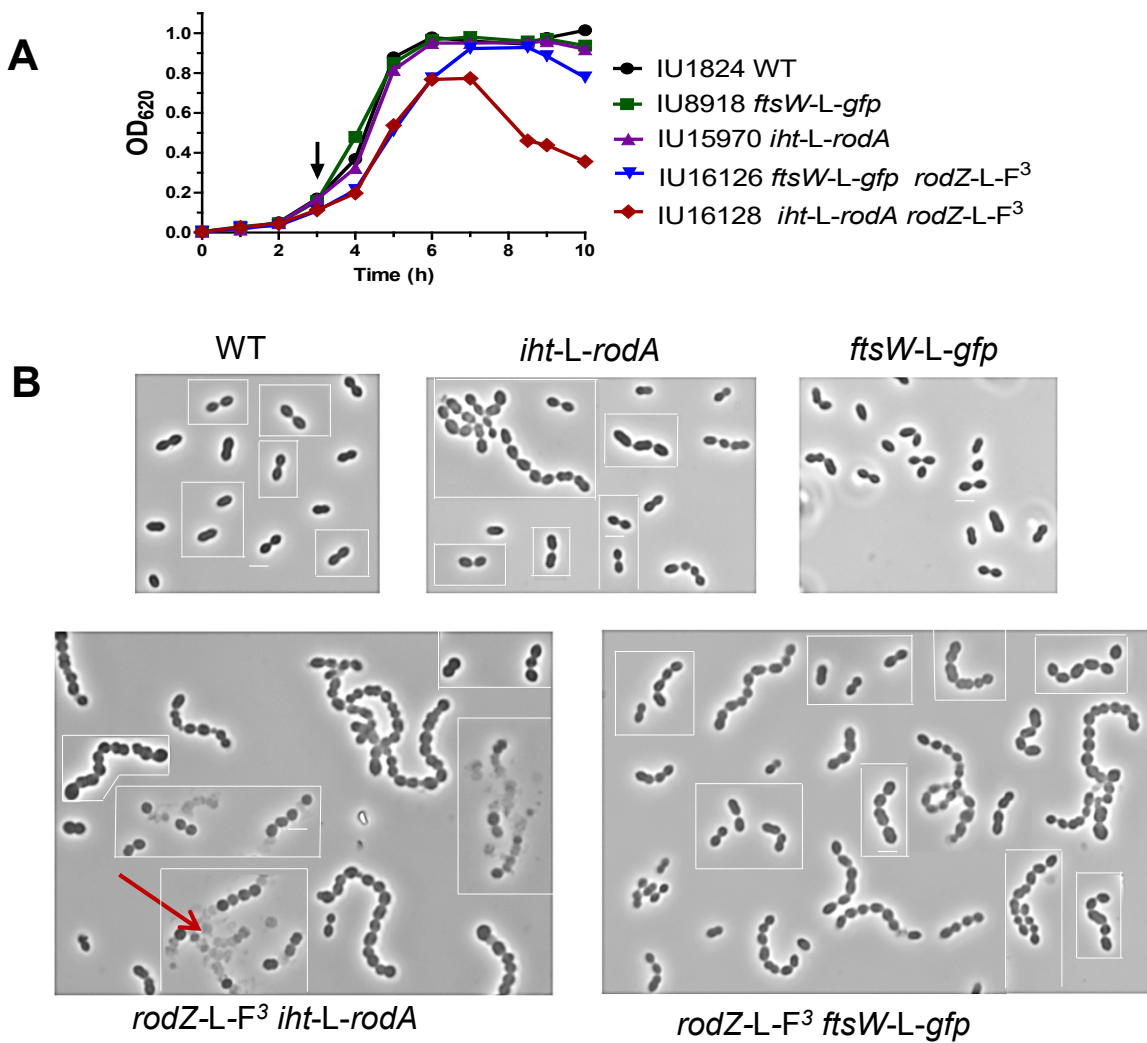 A
OD620
1.0
0.8
0.6
0.4
0.2
0.0
0 2 4 6 8 10
Time (h)
IU1824 WT
IU8918 ftsW-L-gfp
IU15970 iht-L-rodA
IU16126 ftsW-L-gfp rodZ-L-F³
IU16128 iht-L-rodA rodZ-L-F³
B
WT
iht-L-rodA
ftsW-L-gfp
rodZ-L-F³ iht-L-rodA
rodZ-L-F³ ftsW-L-gfp